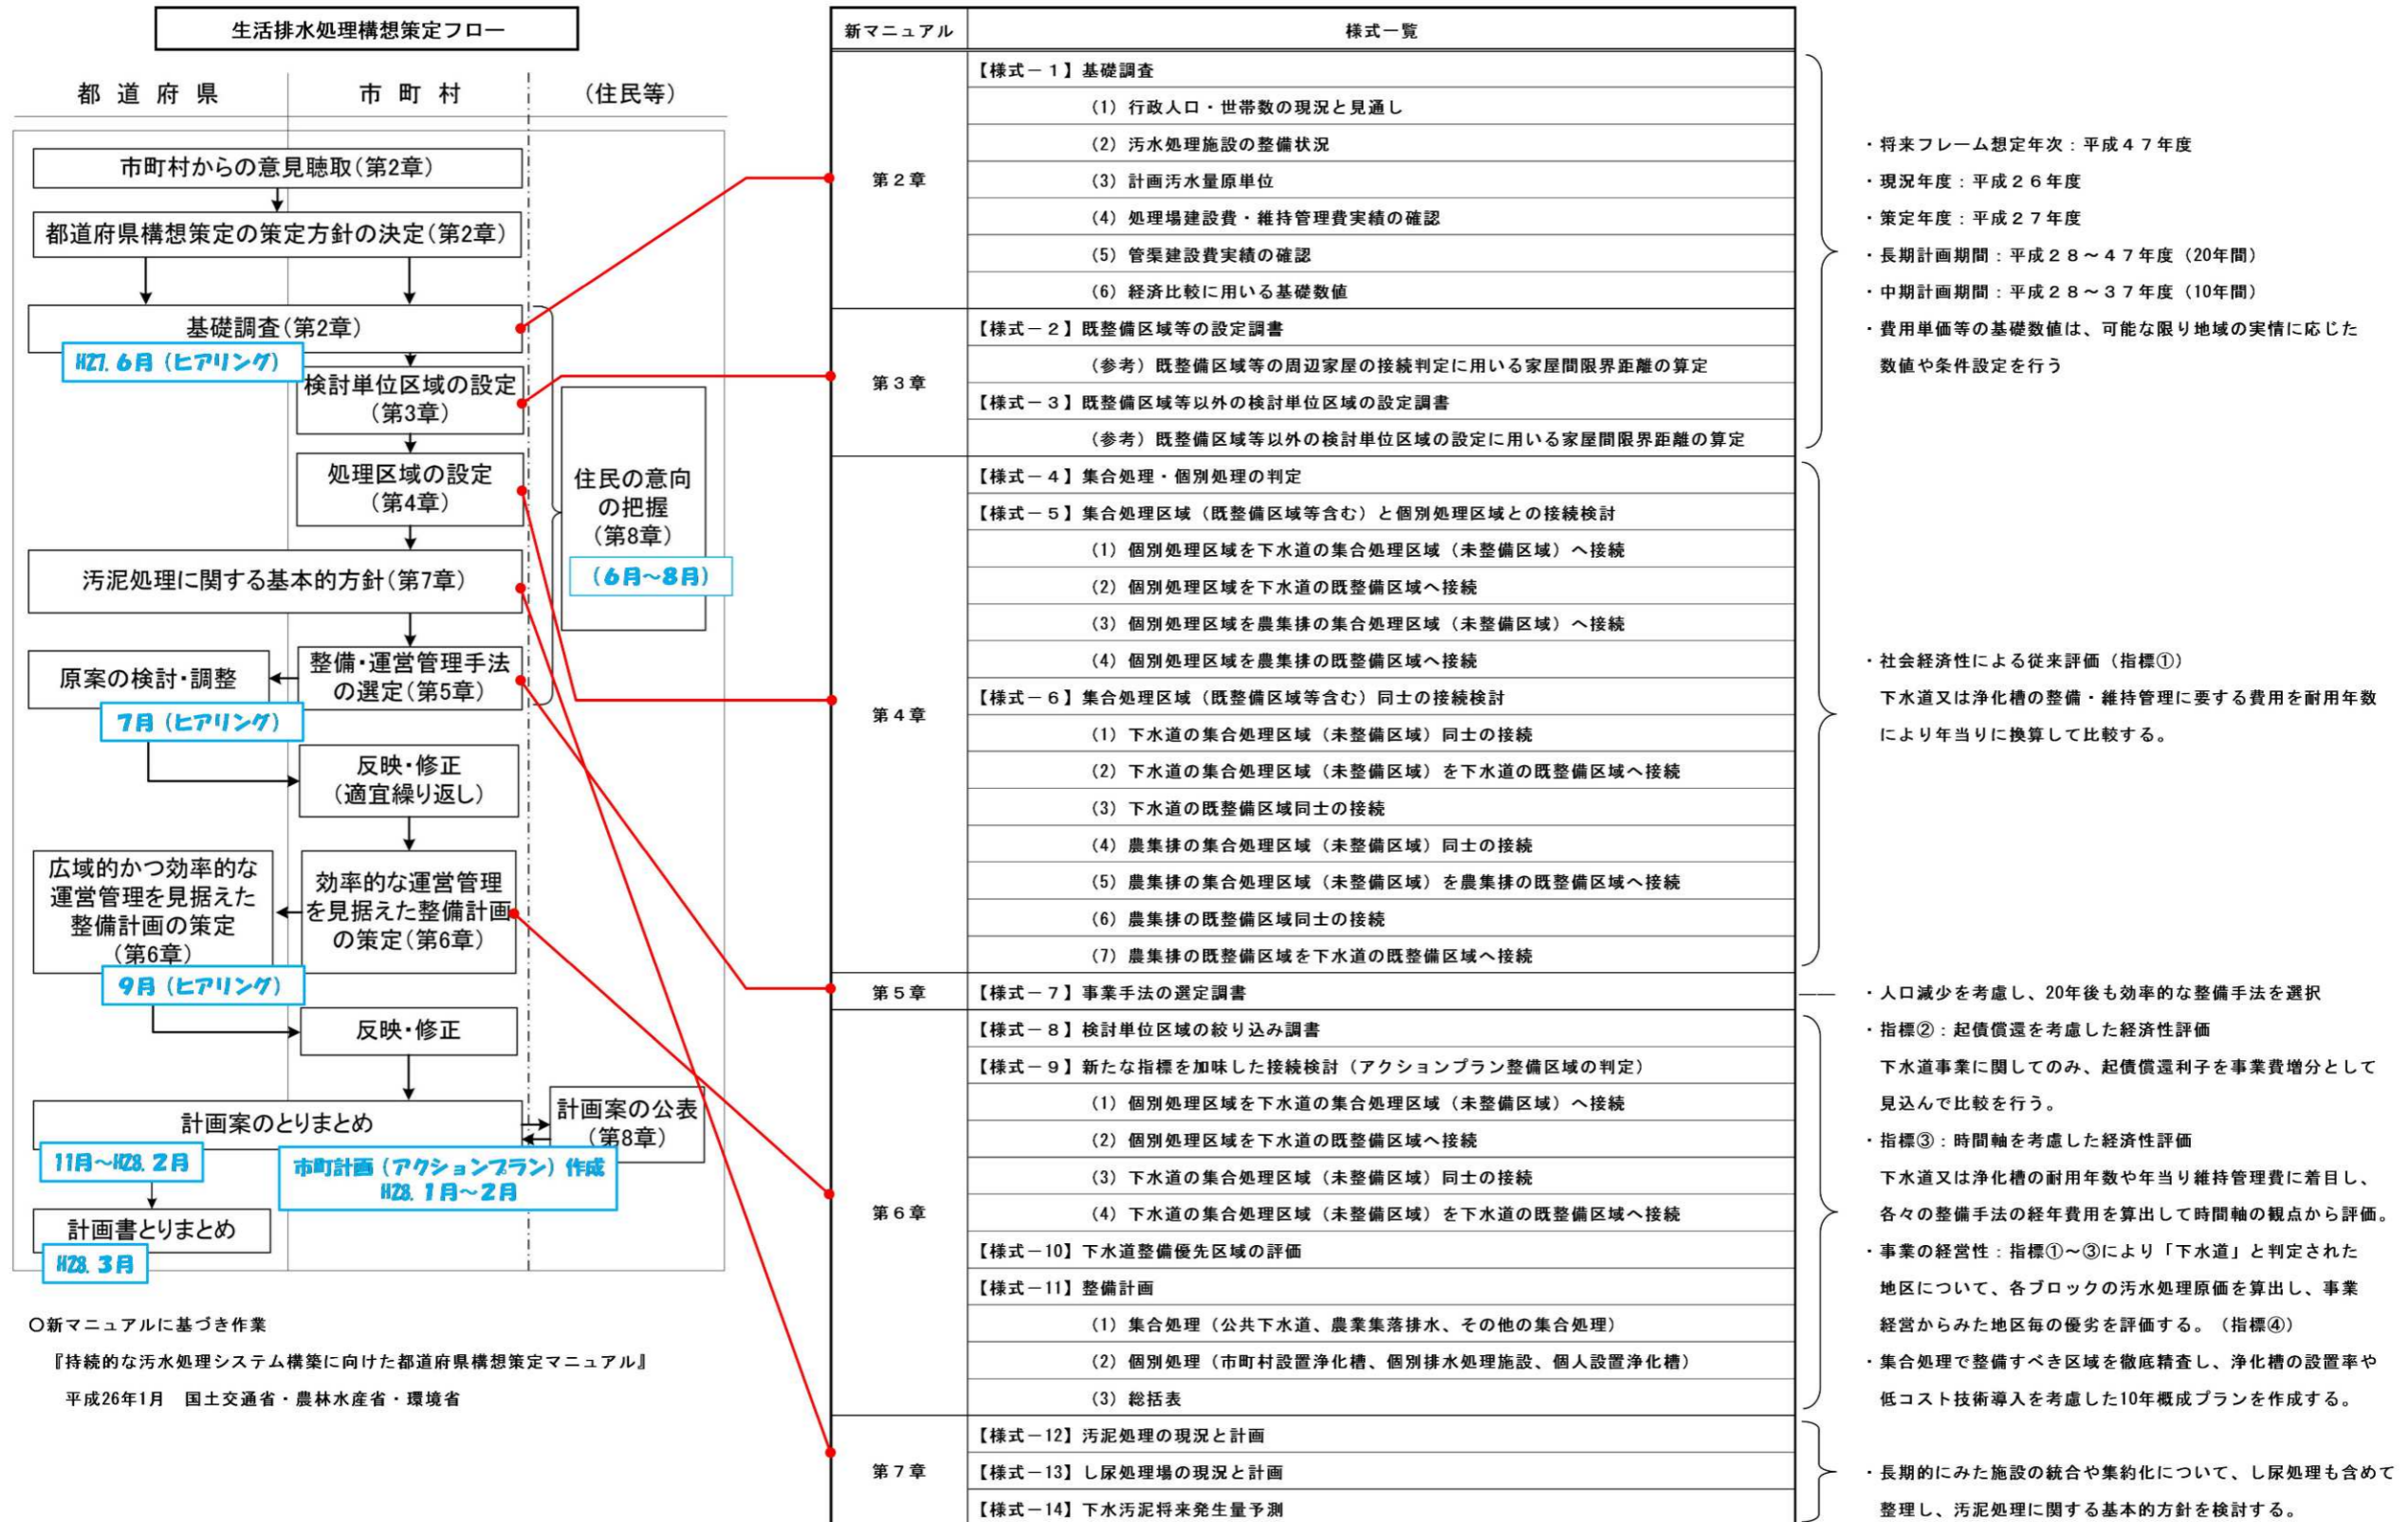 生活排水処理構想策定フロー
都道府県
市町村
(住民等)
市町村からの意見聴取(第2章)
都道府県構想策定の策定方針の決定(第2章)
基礎調査(第2章)
H27. 6月(ヒアリング)
検討単位区域の設定
(第3章)
処理区域の設定
(第4章)
住民の意向
の把握
(第8章)
(6月~8月)
汚泥処理に関する基本的方針(第7章)
原案の検討・調整
整備・運営管理手法
の選定(第5章)
7月(ヒアリング)
反映・修正
(適宜繰り返し)
広域的かつ効率的な
運営管理を見据えた
整備計画の策定
(第6章)
効率的な運営管理
を見据えた整備計画
の策定(第6章)
9月(ヒアリング)
反映・修正
計画案のとりまとめ
計画案の公表
(第8章)
11月~H28. 2月
市町計画(アクションプラン)作成
H28. 1月~2月
計画書とりまとめ
H28. 3月
〇新マニュアルに基づき作業
『持続的な汚水処理システム構築に向けた都道府県構想策定マニュアル』
平成26年1月 国土交通省・農林水産省・環境省
新マニュアル
様式一覧
第2章
【様式-1】基礎調査
(1) 行政人口・世帯数の現況と見通し
(2) 汚水処理施設の整備状況
(3) 計画汚水量原単位
(4) 処理場建設費・維持管理費実績の確認
(5) 管渠建設費実績の確認
(6) 経済比較に用いる基礎数値
第3章
【様式-2】既整備区域等の設定調書
(参考)既整備区域等の周辺家屋の接続判定に用いる家屋間限界距離の算定
【様式-3】既整備区域等以外の検討単位区域の設定調書
(参考)既整備区域等以外の検討単位区域の設定に用いる家屋間限界距離の算定
第4章
【様式-4】集合処理・個別処理の判定
【様式-5】集合処理区域(既整備区域等含む)と個別処理区域との接続検討
(1) 個別処理区域を下水道の集合処理区域(未整備区域)へ接続
(2) 個別処理区域を下水道の既整備区域へ接続
(3) 個別処理区域を農集排の集合処理区域(未整備区域)へ接続
(4) 個別処理区域を農集排の既整備区域へ接続
【様式-6】集合処理区域(既整備区域等含む)同士の接続検討
(1) 下水道の集合処理区域(未整備区域)同士の接続
(2) 下水道の集合処理区域(未整備区域)を下水道の既整備区域へ接続
(3) 下水道の既整備区域同士の接続
(4) 農集排の集合処理区域(未整備区域)同士の接続
(5) 農集排の集合処理区域(未整備区域)を農集排の既整備区域へ接続
(6) 農集排の既整備区域同士の接続
(7) 農集排の既整備区域を下水道の既整備区域へ接続
第5章
【様式-7】事業手法の選定調書
第6章
【様式-8】検討単位区域の絞り込み調書
【様式-9】新たな指標を加味した接続検討(アクションプラン整備区域の判定)
(1) 個別処理区域を下水道の集合処理区域(未整備区域)へ接続
(2) 個別処理区域を下水道の既整備区域へ接続
(3) 下水道の集合処理区域(未整備区域)同士の接続
(4) 下水道の集合処理区域(未整備区域)を下水道の既整備区域へ接続
【様式-10】下水道整備優先区域の評価
【様式-11】整備計画
(1) 集合処理(公共下水道、農業集落排水、その他の集合処理)
(2) 個別処理(市町村設置浄化槽、個別排水処理施設、個人設置浄化槽)
(3) 総括表
第7章
【様式-12】汚泥処理の現況と計画
【様式-13】し尿処理場の現況と計画
【様式-14】下水汚泥将来発生量予測
・将来フレーム想定年次:平成47年度
・現況年度:平成26年度
・策定年度:平成27年度
・長期計画期間:平成28~47年度(20年間)
・中期計画期間:平成28~37年度(10年間)
・費用単価等の基礎数値は、可能な限り地域の実情に応じた
数値や条件設定を行う
・社会経済性による従来評価(指標①)
下水道又は浄化槽の整備・維持管理に要する費用を耐用年数
により年当りに換算して比較する。
・人口減少を考慮し、20年後も効率的な整備手法を選択
・指標②:起債償還を考慮した経済性評価
下水道事業に関してのみ、起債償還利子を事業費増分として
見込んで比較を行う。
・指標③:時間軸を考慮した経済性評価
下水道又は浄化槽の耐用年数や年当り維持管理費に着目し、
各々の整備手法の経年費用を算出して時間軸の観点から評価。
・事業の経営性:指標①~③により「下水道」と判定された
地区について、各ブロックの汚水処理原価を算出し、事業
経営からみた地区毎の優劣を評価する。(指標④)
・集合処理で整備すべき区域を徹底精査し、浄化槽の設置率や
低コスト技術導入を考慮した10年概成プランを作成する。
・長期的にみた施設の統合や集約化について、し尿処理も含めて
整理し、汚泥処理に関する基本的方針を検討する。